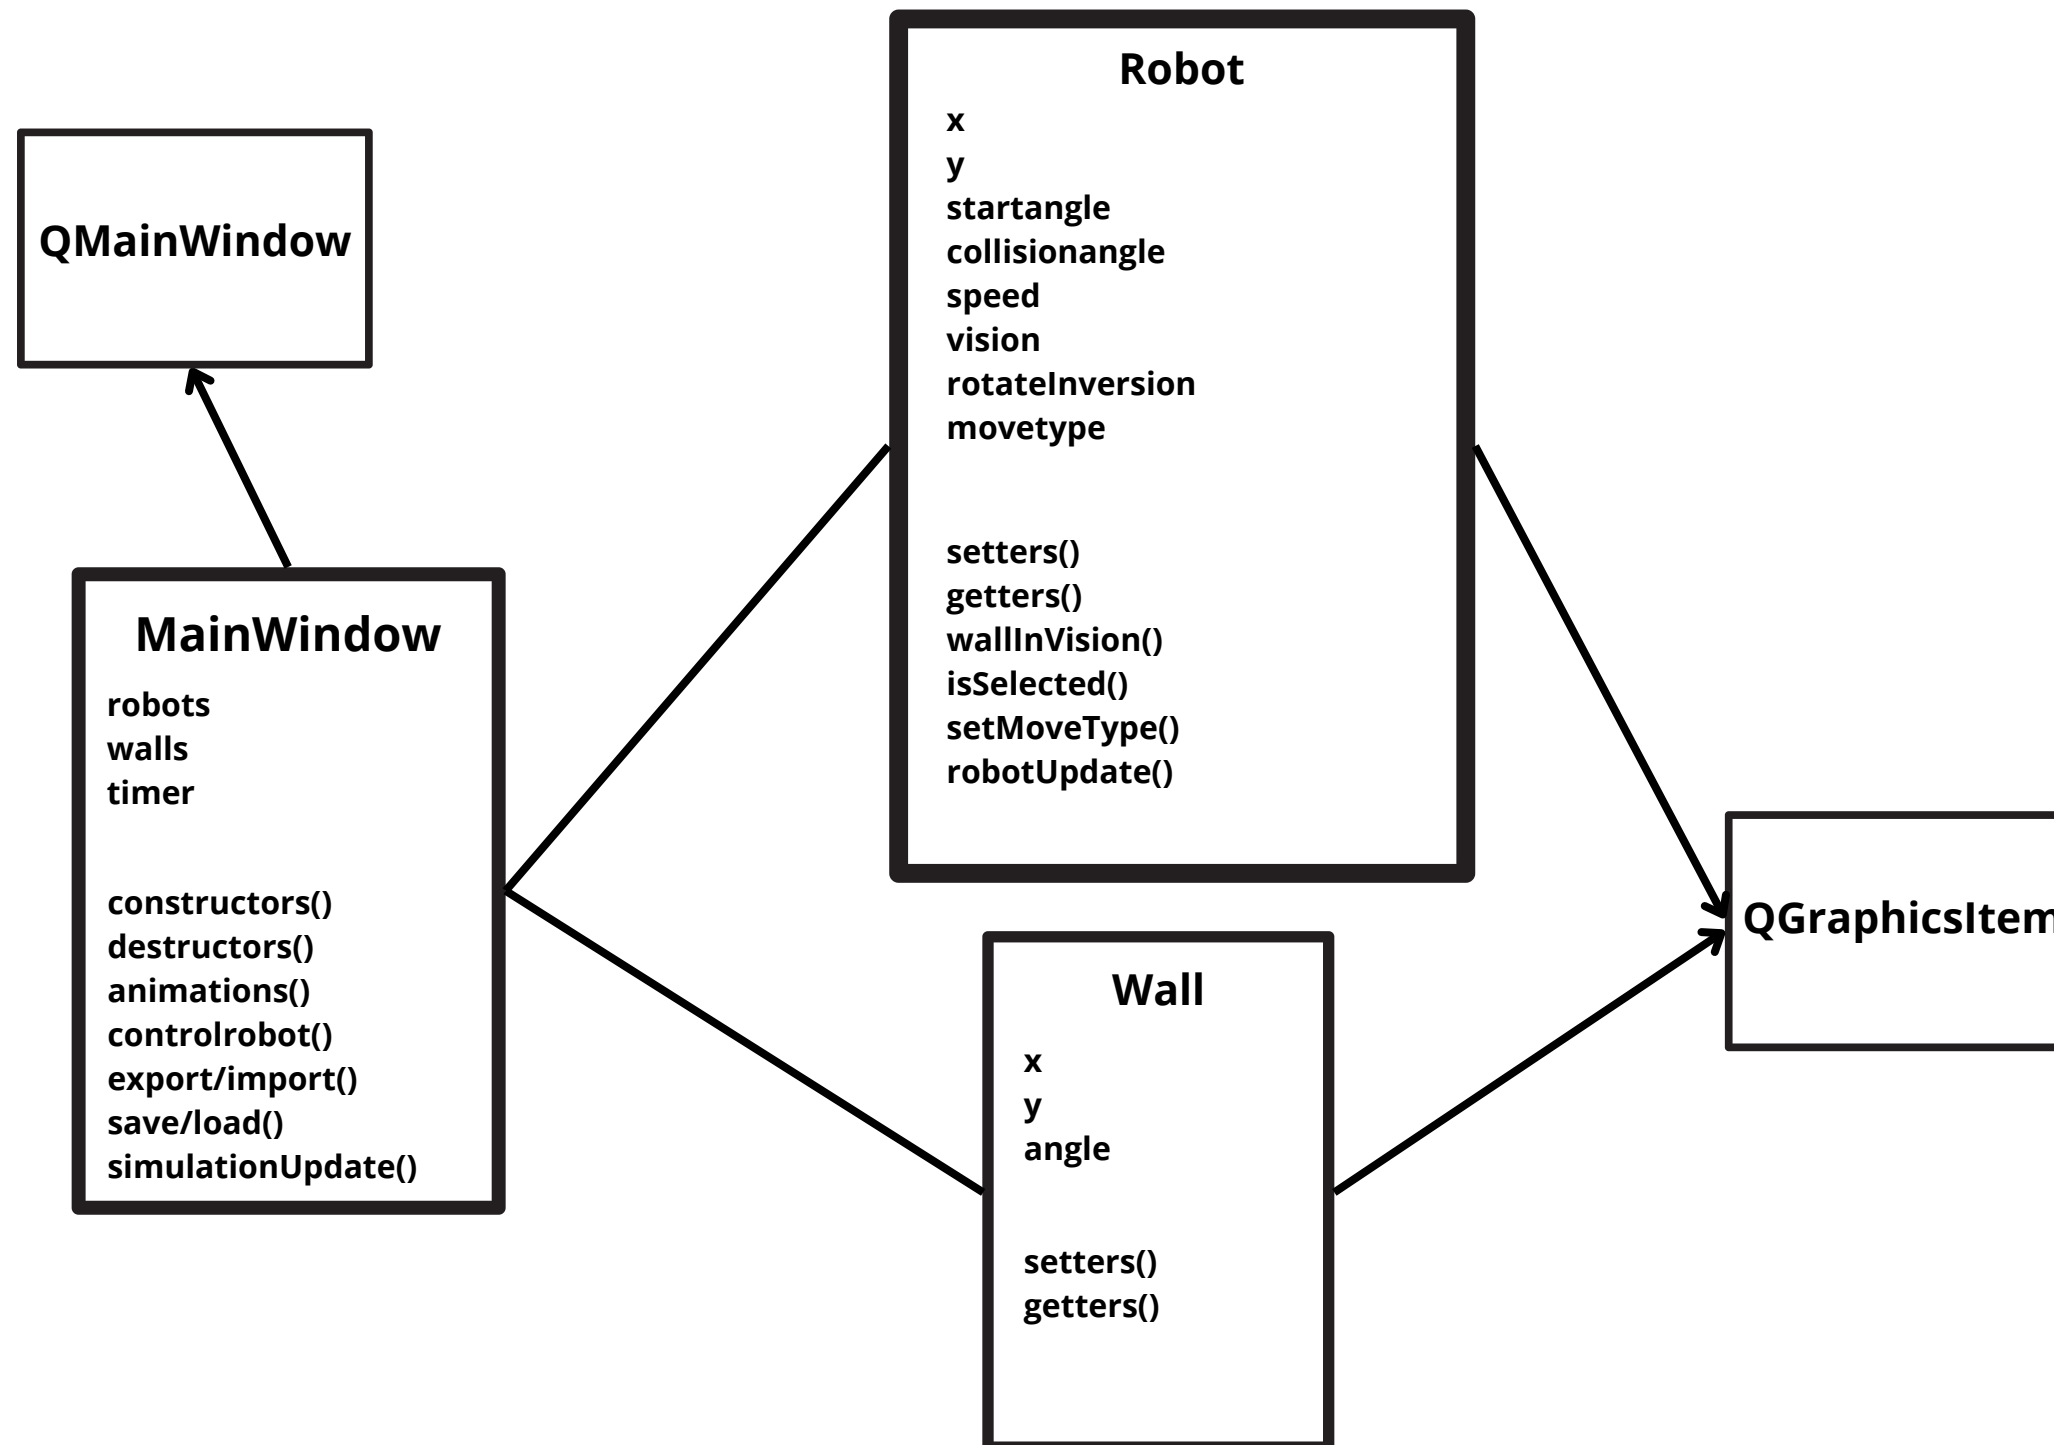 QMainWindow
MainWindow
robots
walls
timer
constructors()
destructors()
animations()
controlrobot()
export/import()
save/load()
simulationUpdate()
Robot
x
y
startangle
collisionangle
speed
vision
rotateInversion
movetype
setters()
getters()
wallInVision()
isSelected()
setMoveType()
robotUpdate()
Wall
x
y
angle
setters()
getters()
QGraphicsItem